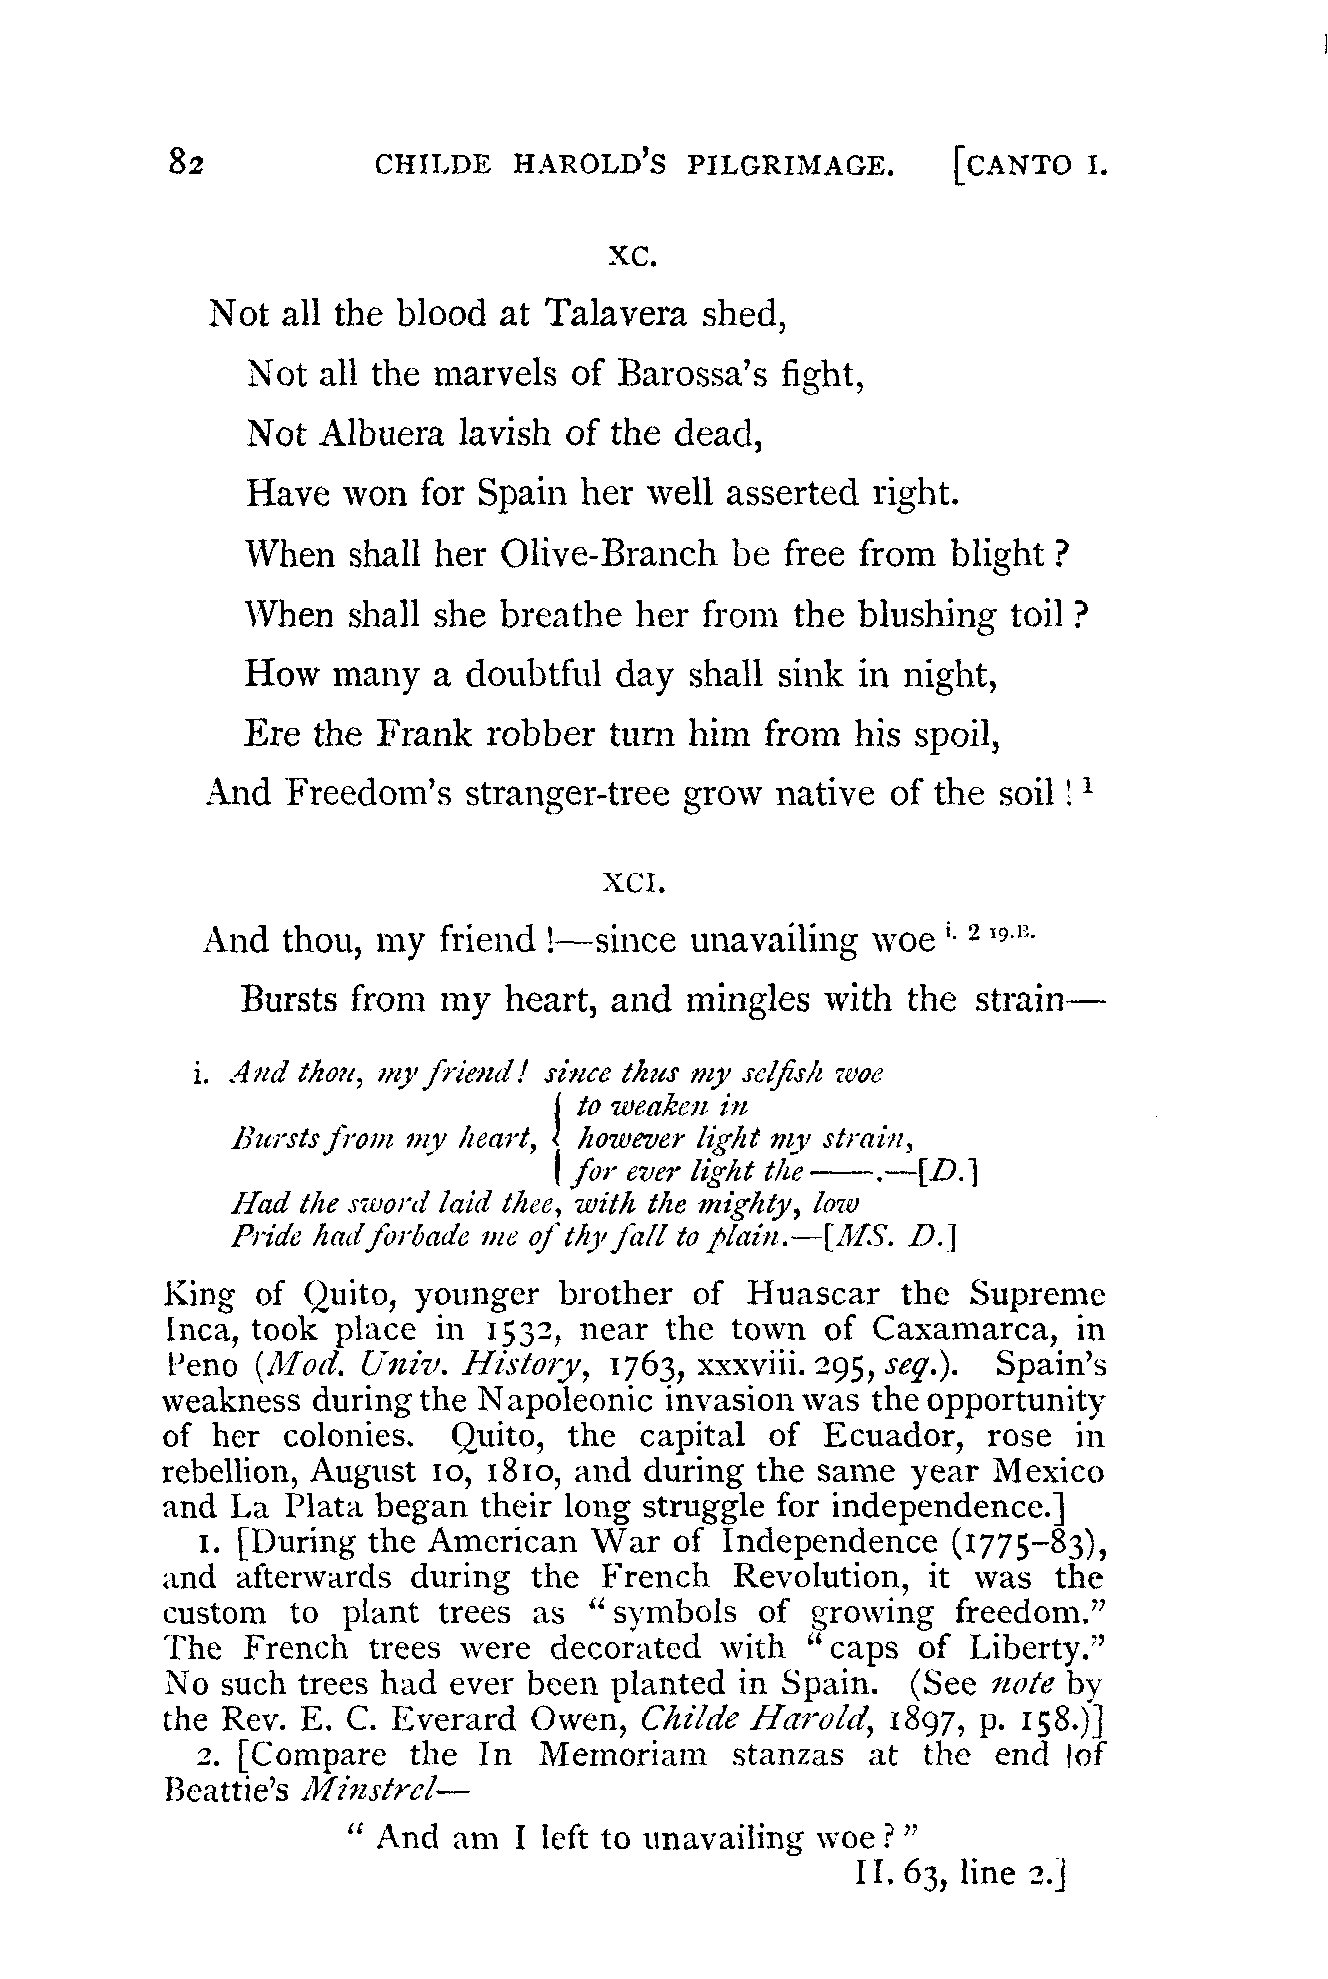 82 CHILDE HAROLD'S PILGRIMAGE. [CANTO I.
XC.
Not all the blood at Talavera shed,
Not all the marvels of Barossa's fight,
Not Albuera lavish of the dead,
Have won for Spain her well asserted right.
When shall her Olive-Branch be free from blight?
When shall she breathe her from the blushing toil?
How many a doubtful day shall sink in night,
Ere the Frank robber turn him from his spoil,
And Freedom's stranger-tree grow native of the soil! 1
XCI.
And thou, my friend!—since unavailing woe i. 2 19.B.
Bursts from my heart, and mingles with the strain—
i. And thou, my friend! since thus my selfish woe
to weaken in
Bursts from my heart, { however light my strain,
for ever light the ——.—[D.]
Had the sword laid thee, with the mighty, low
Pride had forbade me of thy fall to plain.—[MS. D.]
King of Quito, younger brother of Huascar the Supreme
Inca, took place in 1532, near the town of Caxamarca, in
Peno (Mod. Univ. History, 1763, xxxviii. 295, seq.). Spain's
weakness during the Napoleonic invasion was the opportunity
of her colonies. Quito, the capital of Ecuador, rose in
rebellion, August 10, 1810, and during the same year Mexico
and La Plata began their long struggle for independence.]
1. [During the American War of Independence (1775–83),
and afterwards during the French Revolution, it was the
custom to plant trees as "symbols of growing freedom."
The French trees were decorated with "caps of Liberty."
No such trees had ever been planted in Spain. (See note by
the Rev. E. C. Everard Owen, Childe Harold, 1897, p. 158.)]
2. [Compare the In Memoriam stanzas at the end of
Beattie's Minstrel—
"And am I left to unavailing woe?"
II. 63, line 2.]